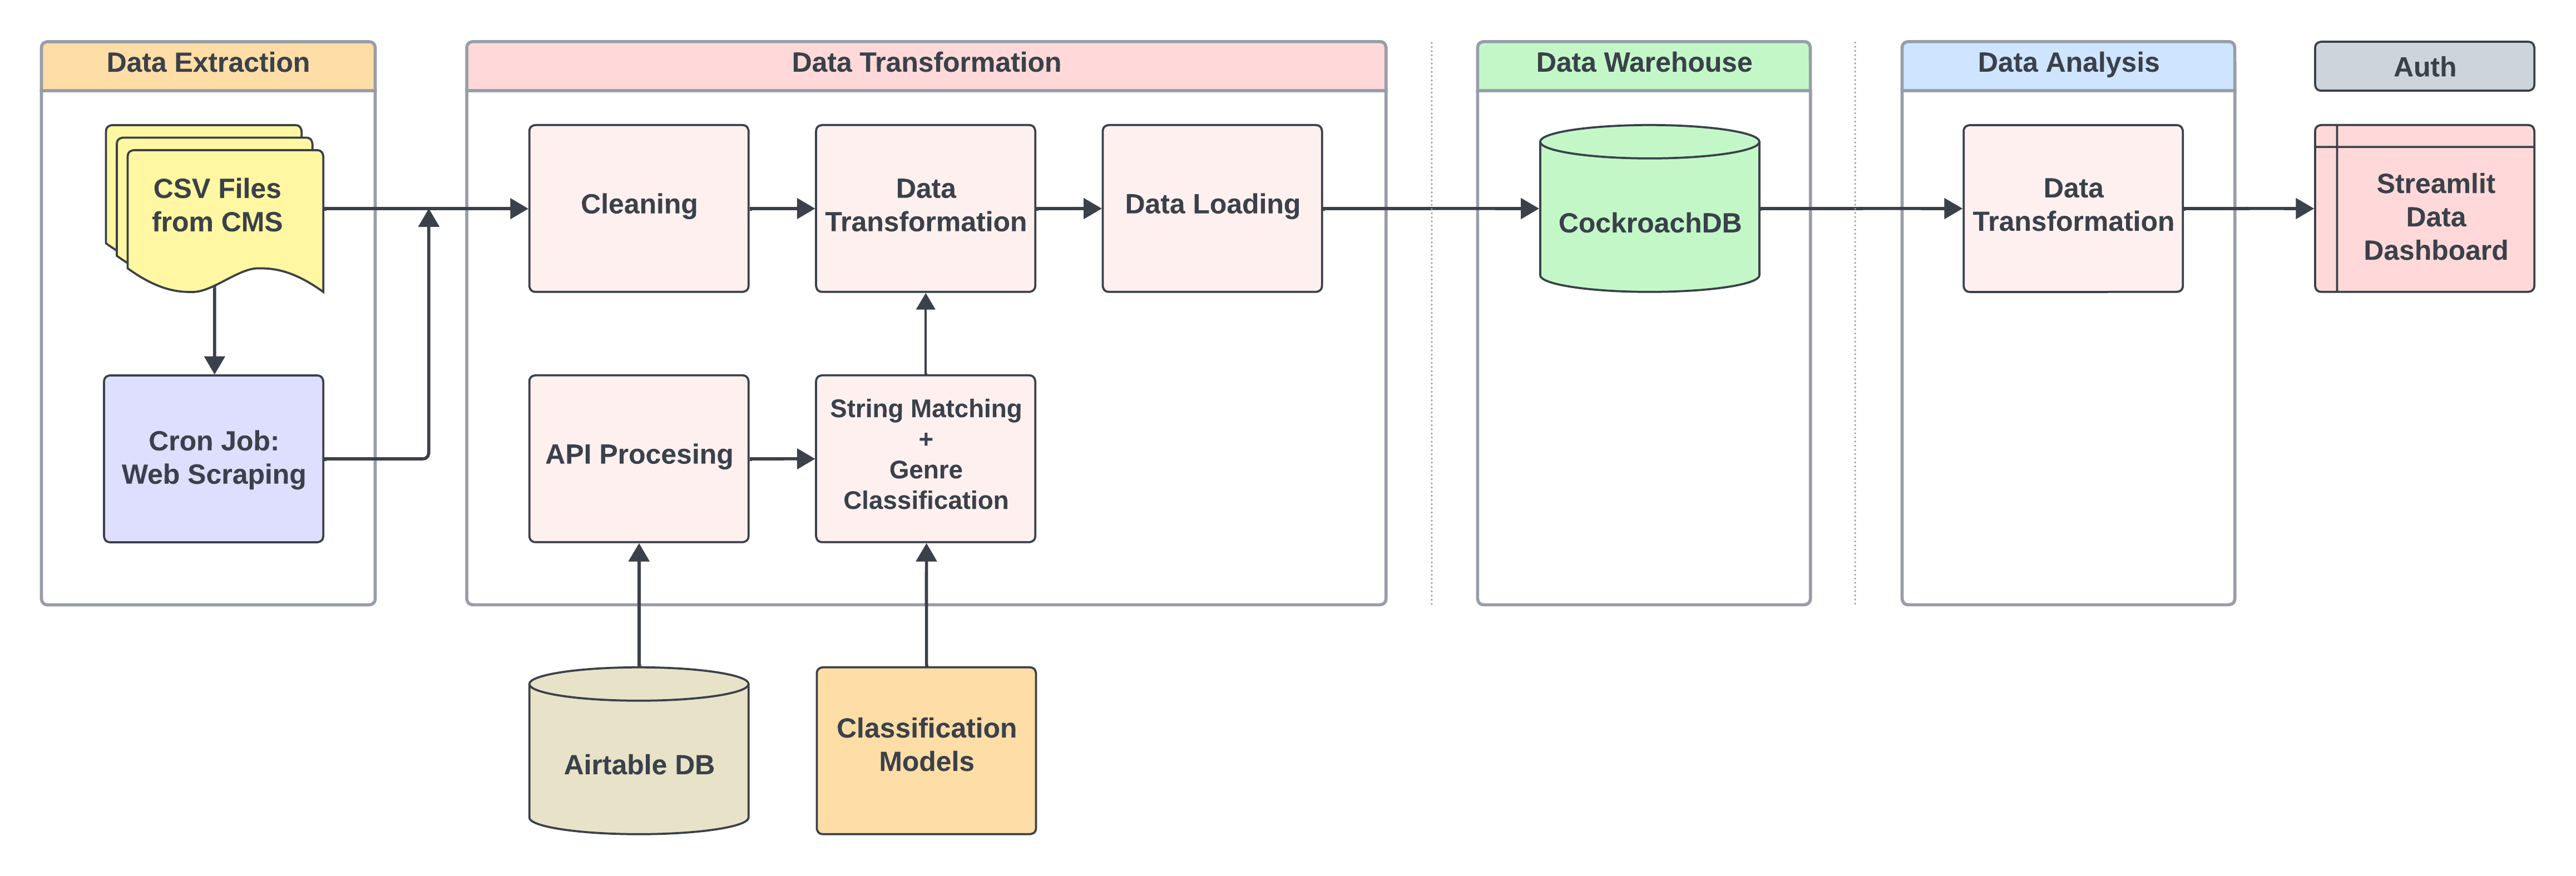 Data Extraction
CSV Files
from CMS
Cron Job:
Web Scraping
Data Transformation
Cleaning
Data
Transformation
Data Loading
API Procesing
String Matching
+
Genre
Classification
Airtable DB
Classification
Models
Data Warehouse
CockroachDB
Data Analysis
Data
Transformation
Auth
Streamlit
Data
Dashboard